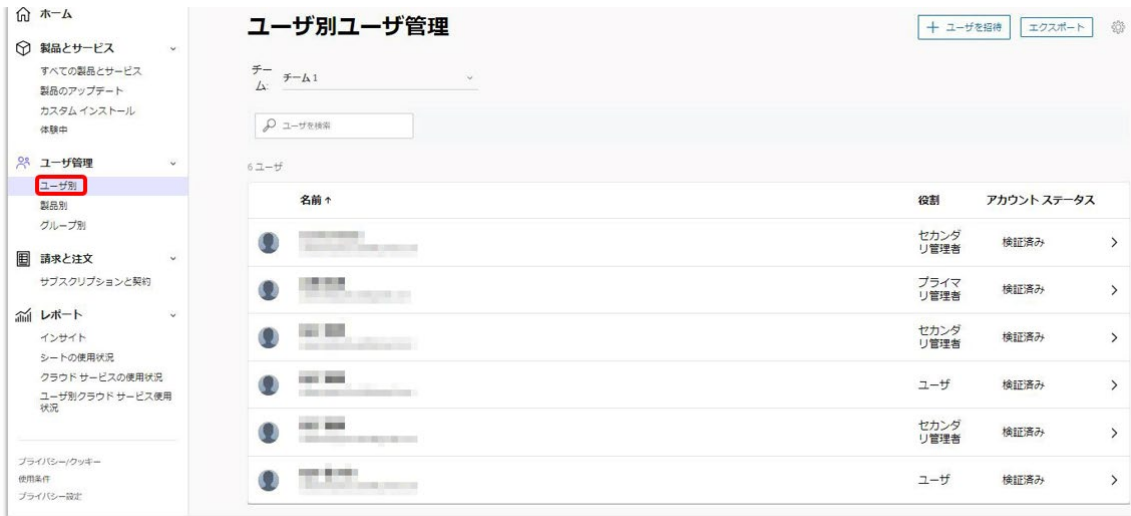 ホーム
製品とサービス
すべての製品とサービス
製品のアップデート
カスタム インストール
体験中
ユーザ管理
ユーザ別
製品別
グループ別
請求と注文
サブスクリプションと契約
レポート
インサイト
シートの使用状況
クラウド サービスの使用状況
ユーザ別クラウド サービス使用
状況
プライバシー/クッキー
使用条件
プライバシー設定
ユーザ別ユーザ管理
+ ユーザを招待
エクスポート
チー
ム:
チーム 1
ユーザを検索
6 ユーザ
名前 ↑ 役割 アカウント ステータス
セカンダ
リ管理者
検証済み
プライマ
リ管理者
検証済み
セカンダ
リ管理者
検証済み
ユーザ 検証済み
セカンダ
リ管理者
検証済み
ユーザ 検証済み